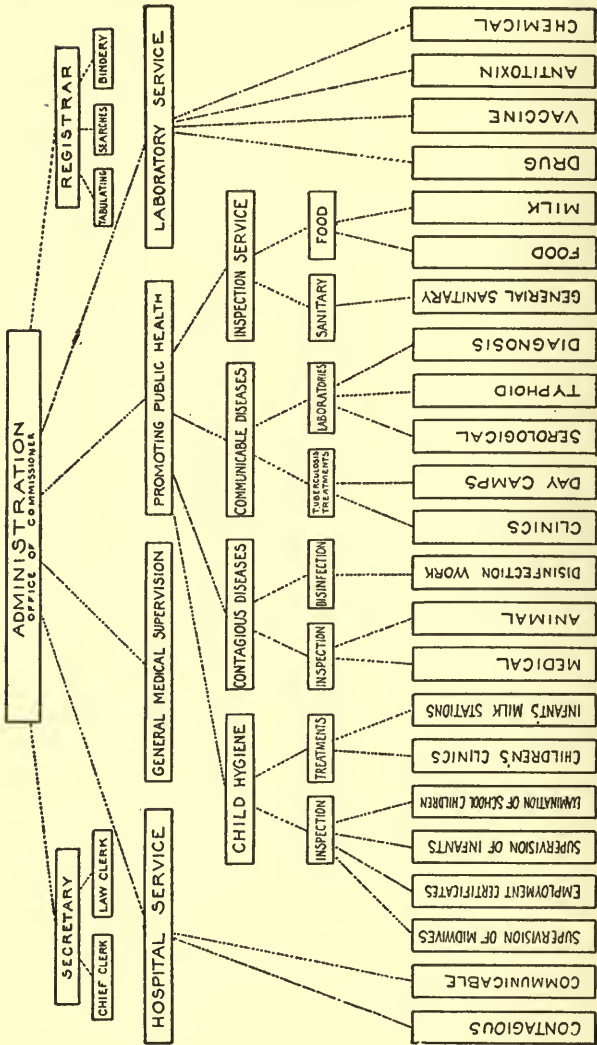 ADMINISTRATION
OFFICE OF COMMISSIONER
SECRETARY
CHIEF CLERK
LAW CLERK
REGISTRAR
TABULATING
SEARCHES
BINDERY
HOSPITAL SERVICE
GENERAL MEDICAL SUPERVISION
PROMOTING PUBLIC HEALTH
LABORATORY SERVICE
CHILD HYGIENE
CONTAGIOUS DISEASES
COMMUNICABLE DISEASES
INSPECTION SERVICE
INSPECTION
TREATMENTS
INSPECTION
DISINFECTION
TUBERCULOSIS
TREATMENTS
LABORATORIES
SANITARY
FOOD
CONTAGIOUS
COMMUNICABLE
SUPERVISION OF MIDWIVES
EMPLOYMENT CERTIFICATES
SUPERVISION OF INFANTS
EXAMINATION OF SCHOOL CHILDREN
CHILDREN'S CLINICS
INFANT'S MILK STATIONS
MEDICAL
ANIMAL
DISINFECTION WORK
CLINICS
DAY CAMPS
SEROLOGICAL
TYPHOID
DIAGNOSIS
GENERIAL SANITARY
FOOD
MILK
DRUG
VACCINE
ANTITOXIN
CHEMICAL